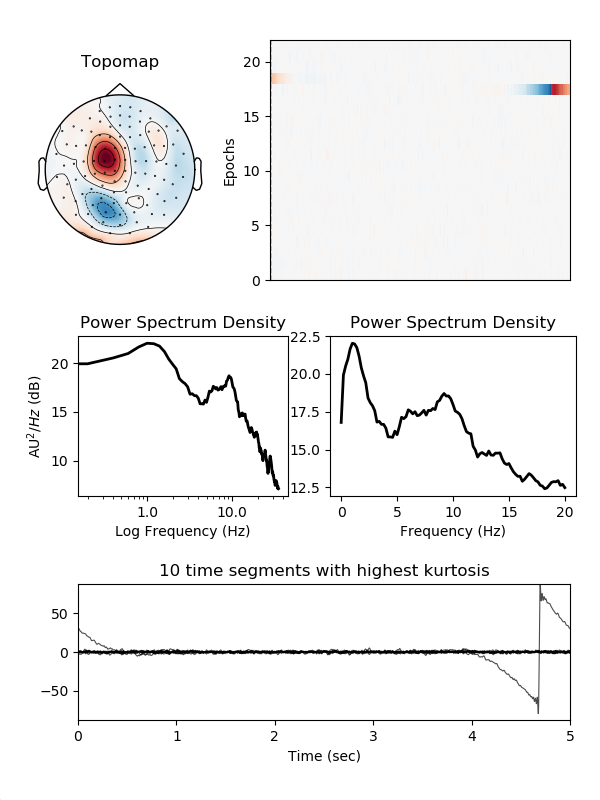 Topomap
Epochs
20
15
10
5
0
Power Spectrum Density
AU²/Hz (dB)
20
15
10
1.0 10.0
Log Frequency (Hz)
Power Spectrum Density
22.5
20.0
17.5
15.0
12.5
0 5 10 15 20
Frequency (Hz)
10 time segments with highest kurtosis
50
0
−50
0 1 2 3 4 5
Time (sec)